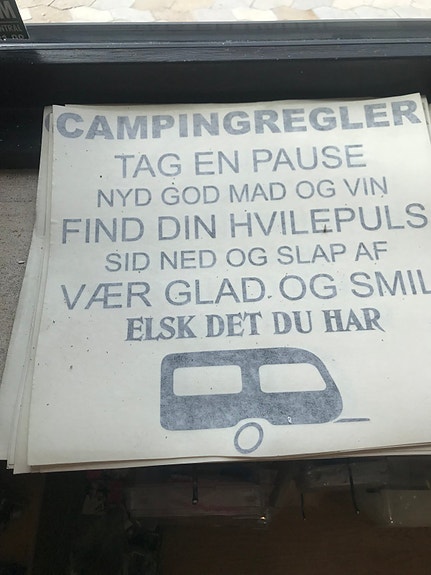 CAMPINGREGLER
TAG EN PAUSE
NYD GOD MAD OG VIN
FIND DIN HVILEPULS
SID NED OG SLAP AF
VÆR GLAD OG SMIL
ELSK DET DU HAR